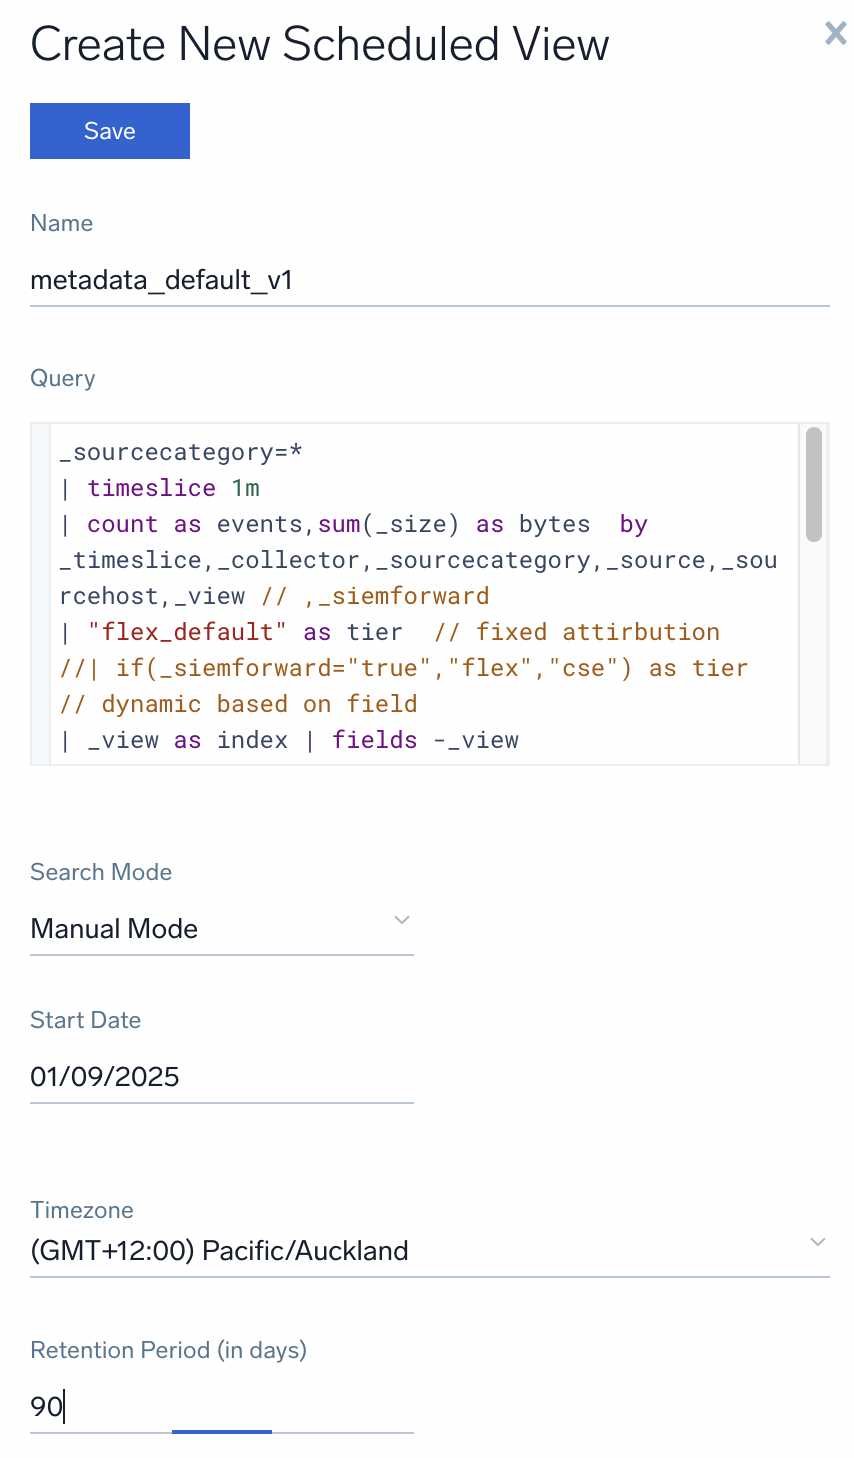 Create New Scheduled View
Save
Name
metadata_default_v1
Query
_sourcecategory=*
| timeslice 1m
| count as events,sum(_size) as bytes  by
_timeslice,_collector,_sourcecategory,_source,_sou
rcehost,_view // ,_siemforward
| "flex_default" as tier  // fixed attirbution
//| if(_siemforward="true","flex","cse") as tier
// dynamic based on field
| _view as index | fields -_view
Search Mode
Manual Mode
Start Date
01/09/2025
Timezone
(GMT+12:00) Pacific/Auckland
Retention Period (in days)
90